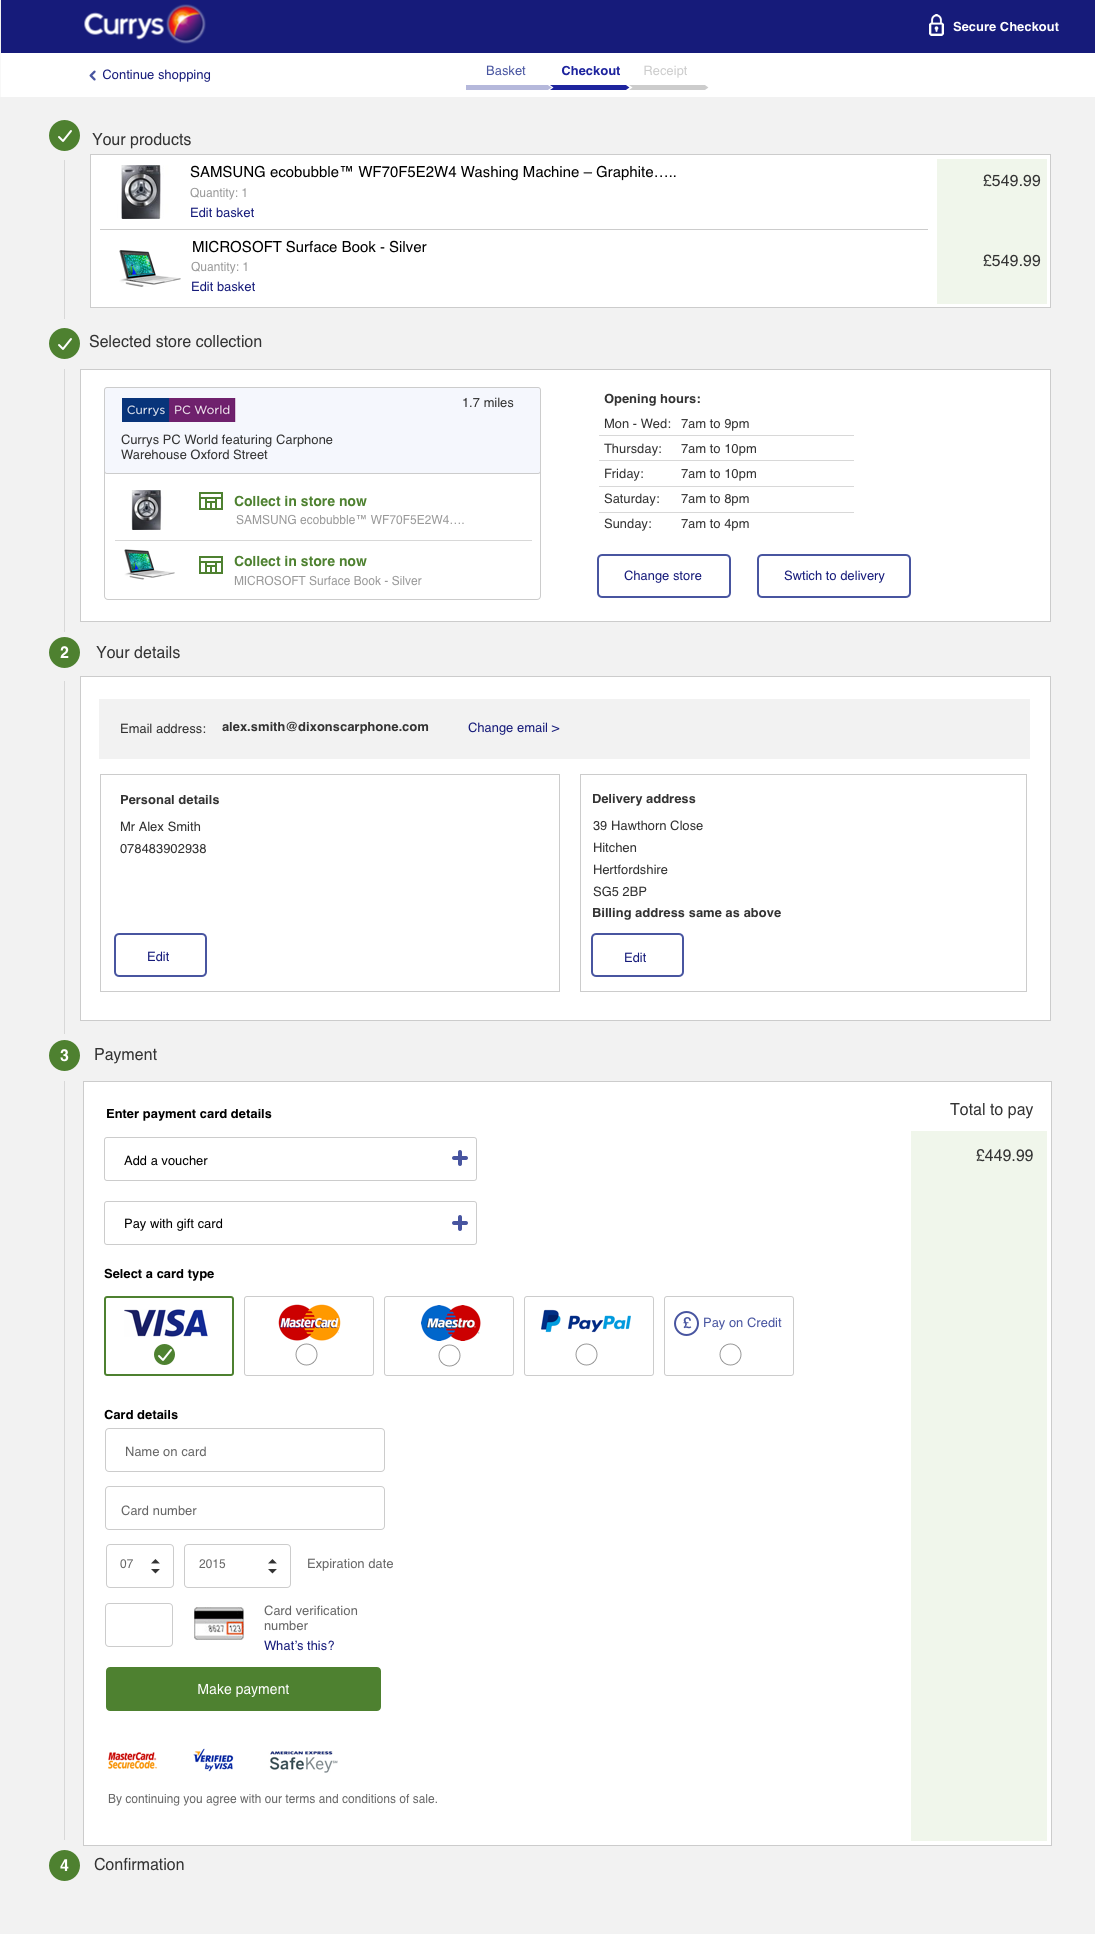 Currys
Secure Checkout
Continue shopping
Basket
Checkout
Receipt
Your products
SAMSUNG ecobubble™ WF70F5E2W4 Washing Machine – Graphite…..
£549.99
Quantity: 1
Edit basket
MICROSOFT Surface Book - Silver
£549.99
Quantity: 1
Edit basket
Selected store collection
Currys PC World
1.7 miles
Currys PC World featuring Carphone
Warehouse Oxford Street
Collect in store now
SAMSUNG ecobubble™ WF70F5E2W4….
Collect in store now
MICROSOFT Surface Book - Silver
Opening hours:
Mon - Wed: 7am to 9pm
Thursday: 7am to 10pm
Friday: 7am to 10pm
Saturday: 7am to 8pm
Sunday: 7am to 4pm
Change store
Swtich to delivery
2 Your details
Email address: alex.smith@dixonscarphone.com Change email >
Personal details
Mr Alex Smith
078483902938
Edit
Delivery address
39 Hawthorn Close
Hitchen
Hertfordshire
SG5 2BP
Billing address same as above
Edit
3 Payment
Enter payment card details
Total to pay
£449.99
Add a voucher
Pay with gift card
Select a card type
VISA
MasterCard
Maestro
PayPal
£ Pay on Credit
Card details
Name on card
Card number
07
2015
Expiration date
8627 123
Card verification
number
What's this?
Make payment
MasterCard.
SecureCode.
VERIFIED
by VISA
AMERICAN EXPRESS
SafeKey℠
By continuing you agree with our terms and conditions of sale.
4 Confirmation